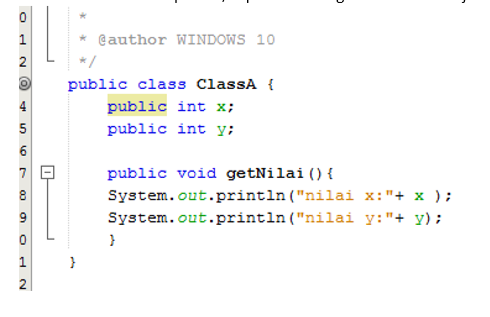 0 *
1 * @author WINDOWS 10
2 */
public class ClassA {
4 public int x;
5 public int y;
6
7 public void getNilai(){
8 System.out.println("nilai x:"+ x );
9 System.out.println("nilai y:"+ y);
0 }
1 }
2